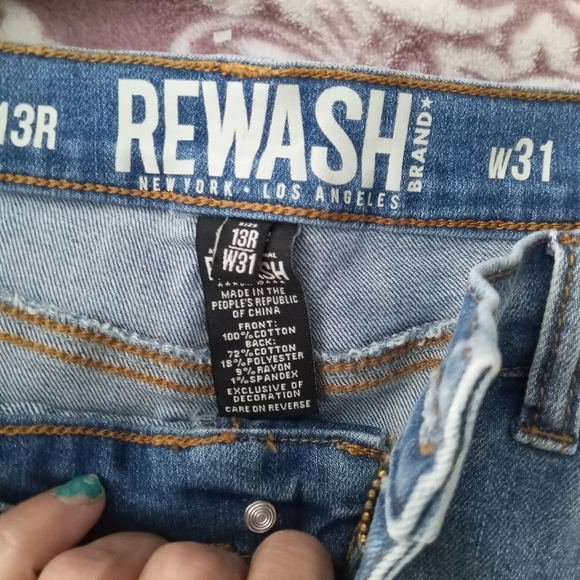 13R
REWASH
BRAND★
NEW YORK · LOS ANGELES
W31
SIZE
13R
W31
MADE IN THE
PEOPLE'S REPUBLIC
OF CHINA
FRONT:
100%COTTON
BACK:
72%COTTON
18%POLYESTER
9%RAYON
1%SPANDEX
EXCLUSIVE OF
DECORATION
CARE ON REVERSE